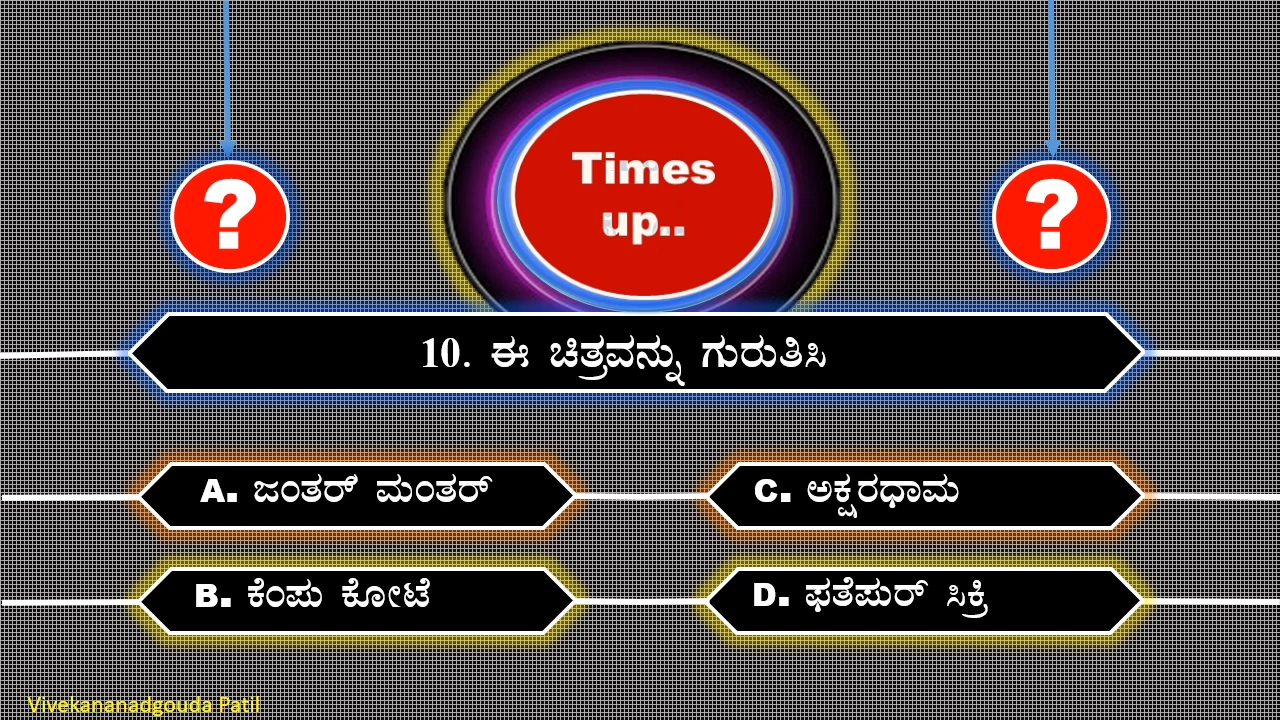 Times
up..
?
?
10. ಈ ಚಿತ್ರವನ್ನು ಗುರುತಿಸಿ
A. ಜಂತರ್ ಮಂತರ್
C. ಅಕ್ಷರಧಾಮ
B. ಕೆಂಪು ಕೋಟೆ
D. ಫತೆಪುರ್ ಸಿಕ್ರಿ
Vivekananadgouda Patil